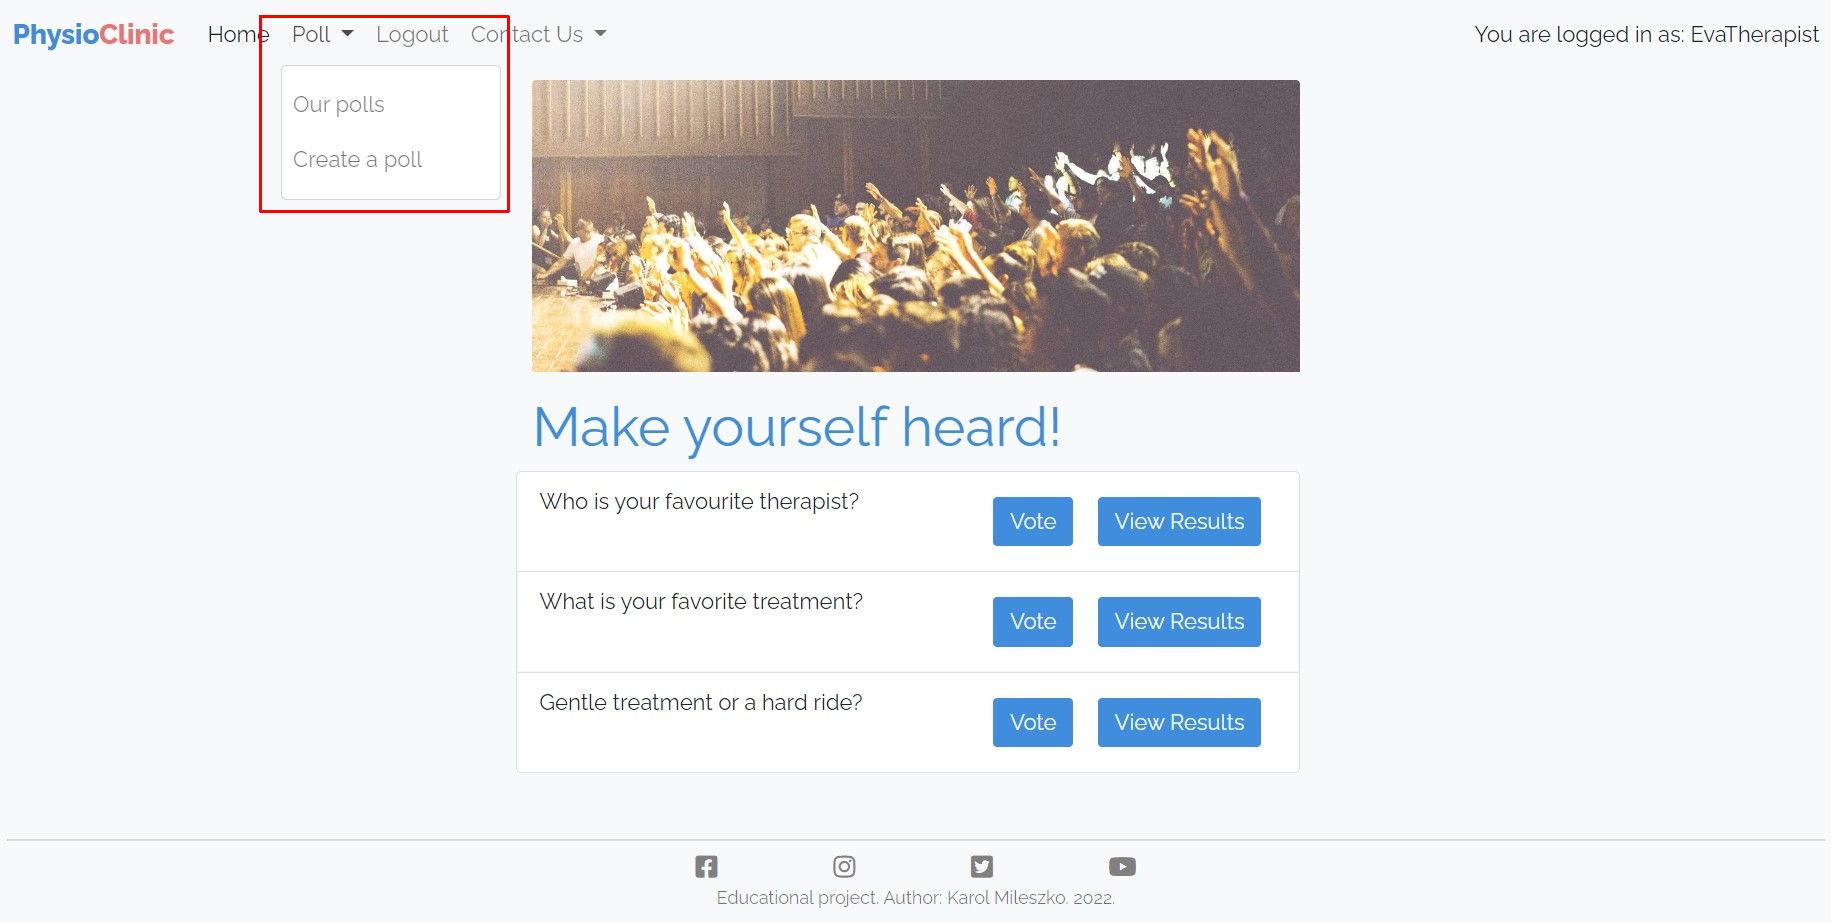 PhysioClinic Home Poll Logout Contact Us You are logged in as: EvaTherapist
Our polls
Create a poll
Make yourself heard!
Who is your favourite therapist? Vote View Results
What is your favorite treatment? Vote View Results
Gentle treatment or a hard ride? Vote View Results
Educational project. Author: Karol Mileszko. 2022.